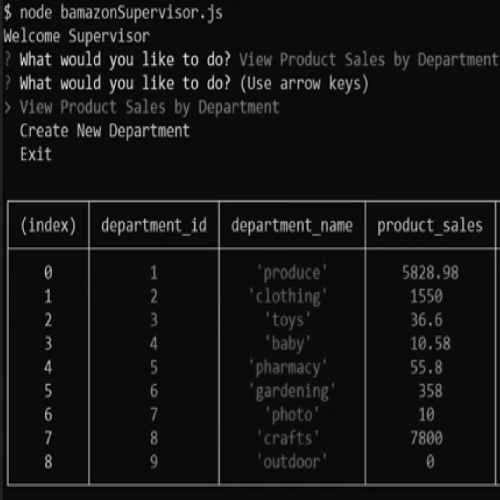 $ node bamazonSupervisor.js
Welcome Supervisor
? What would you like to do? View Product Sales by Department
? What would you like to do? (Use arrow keys)
> View Product Sales by Department
Create New Department
Exit
(index) department_id department_name product_sales
0 1 'produce' 5828.98
1 2 'clothing' 1550
2 3 'toys' 36.6
3 4 'baby' 10.58
4 5 'pharmacy' 55.8
5 6 'gardening' 358
6 7 'photo' 10
7 8 'crafts' 7800
8 9 'outdoor' 0